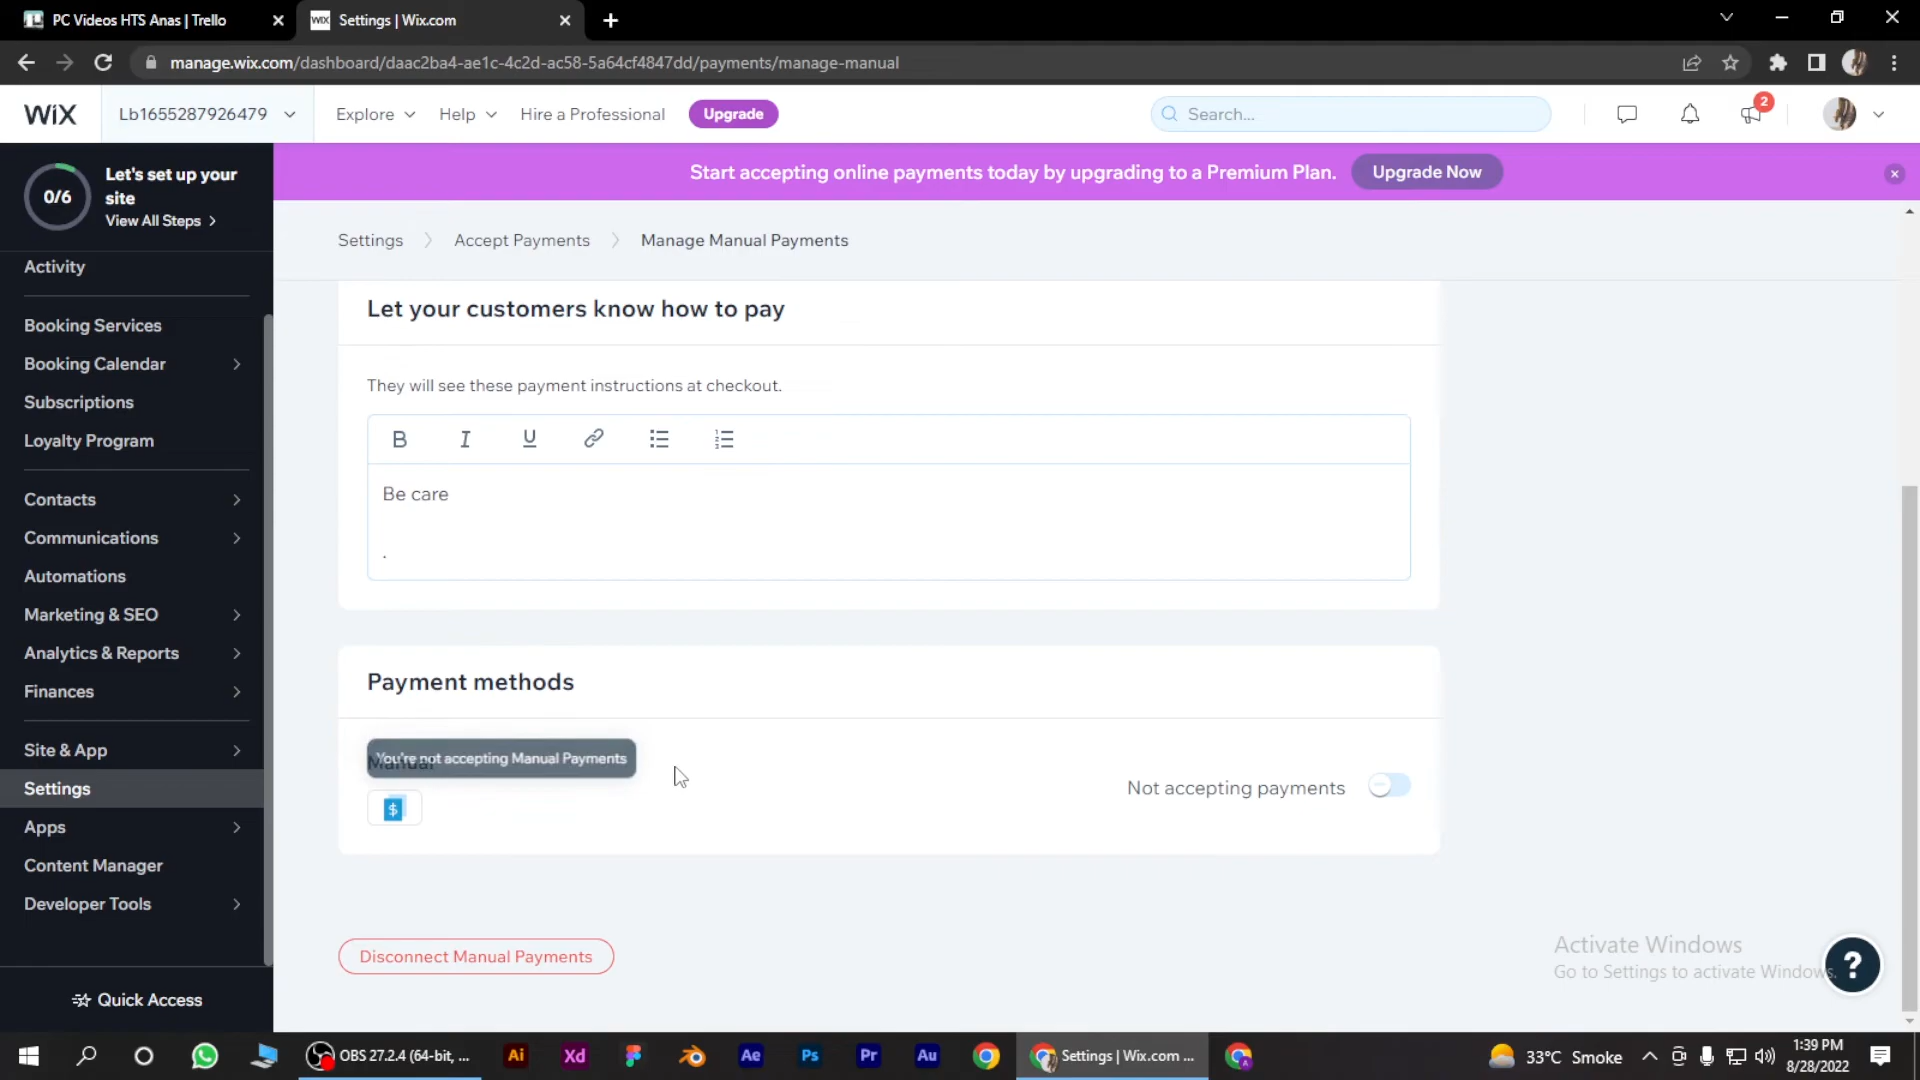 PC Videos HTS Anas | Trello
Settings | Wix.com
manage.wix.com/dashboard/daac2ba4-ae1c-4c2d-ac58-5a64cf4847dd/payments/manage-manual
WiX
Lb1655287926479
Explore
Help
Hire a Professional
Upgrade
Search...
2
0/6
Let's set up your
site
View All Steps
Start accepting online payments today by upgrading to a Premium Plan.
Upgrade Now
Activity
Booking Services
Booking Calendar
Subscriptions
Loyalty Program
Contacts
Communications
Automations
Marketing & SEO
Analytics & Reports
Finances
Site & App
Settings
Apps
Content Manager
Developer Tools
Quick Access
Settings
Accept Payments
Manage Manual Payments
Let your customers know how to pay
They will see these payment instructions at checkout.
B I U
Be care
.
Payment methods
You're not accepting Manual Payments
Manual
$
Not accepting payments
Disconnect Manual Payments
Activate Windows
Go to Settings to activate Windows.
?
OBS 27.2.4 (64-bit, ...
Ai
Xd
Ae
Ps
Pr
Au
Settings | Wix.com ...
33°C Smoke
1:39 PM
8/28/2022